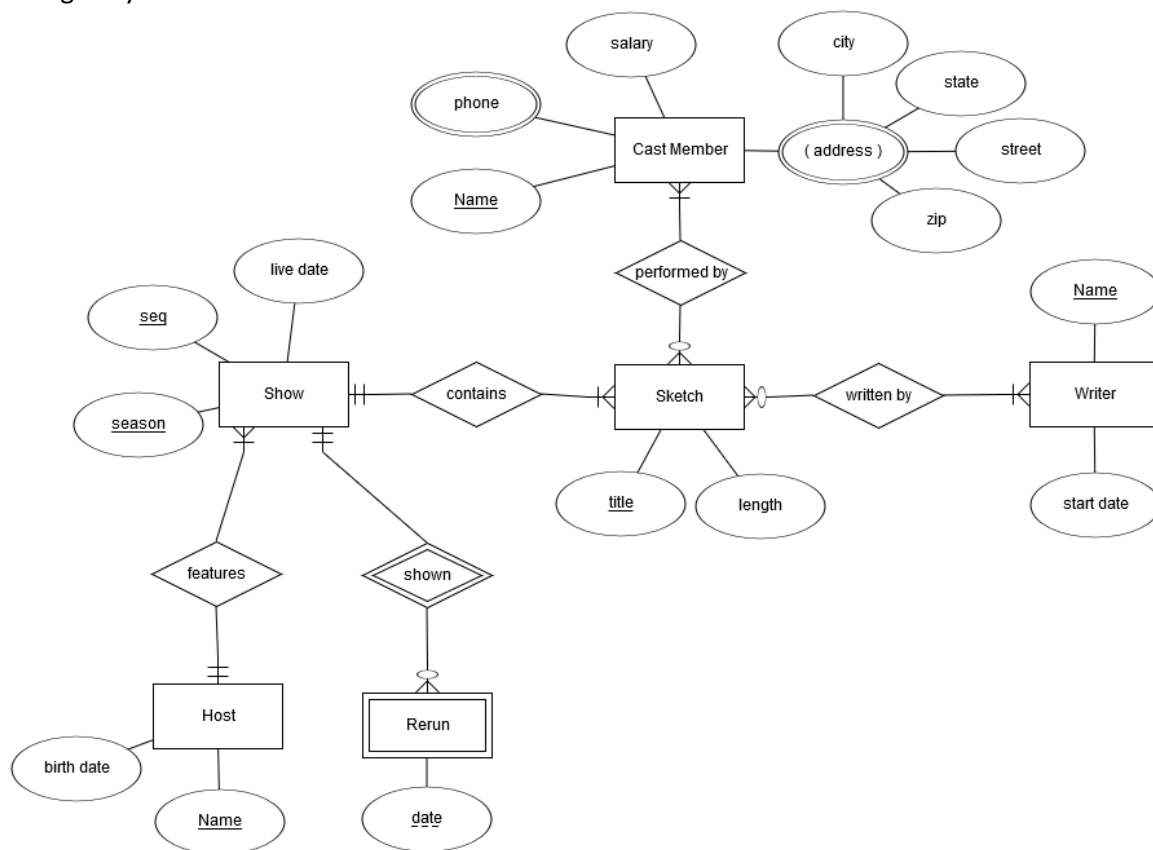 salary
city
phone
state
Cast Member
( address )
street
Name
zip
performed by
live date
Name
seq
Show
contains
Sketch
written by
Writer
season
title
length
start date
features
shown
Host
Rerun
birth date
Name
date